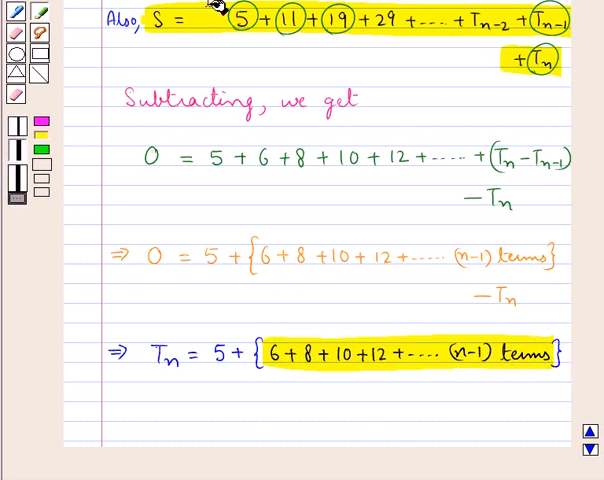 Also, S = 5 + 11 + 19 + 29 + ..... + Tn-2 + Tn-1
+ Tn
Subtracting, we get
0 = 5 + 6 + 8 + 10 + 12 + ..... + (Tn - Tn-1)
- Tn
⇒ 0 = 5 + {6 + 8 + 10 + 12 + ..... (n-1) terms}
- Tn
⇒ Tn = 5 + {6 + 8 + 10 + 12 + .... (n-1) terms}